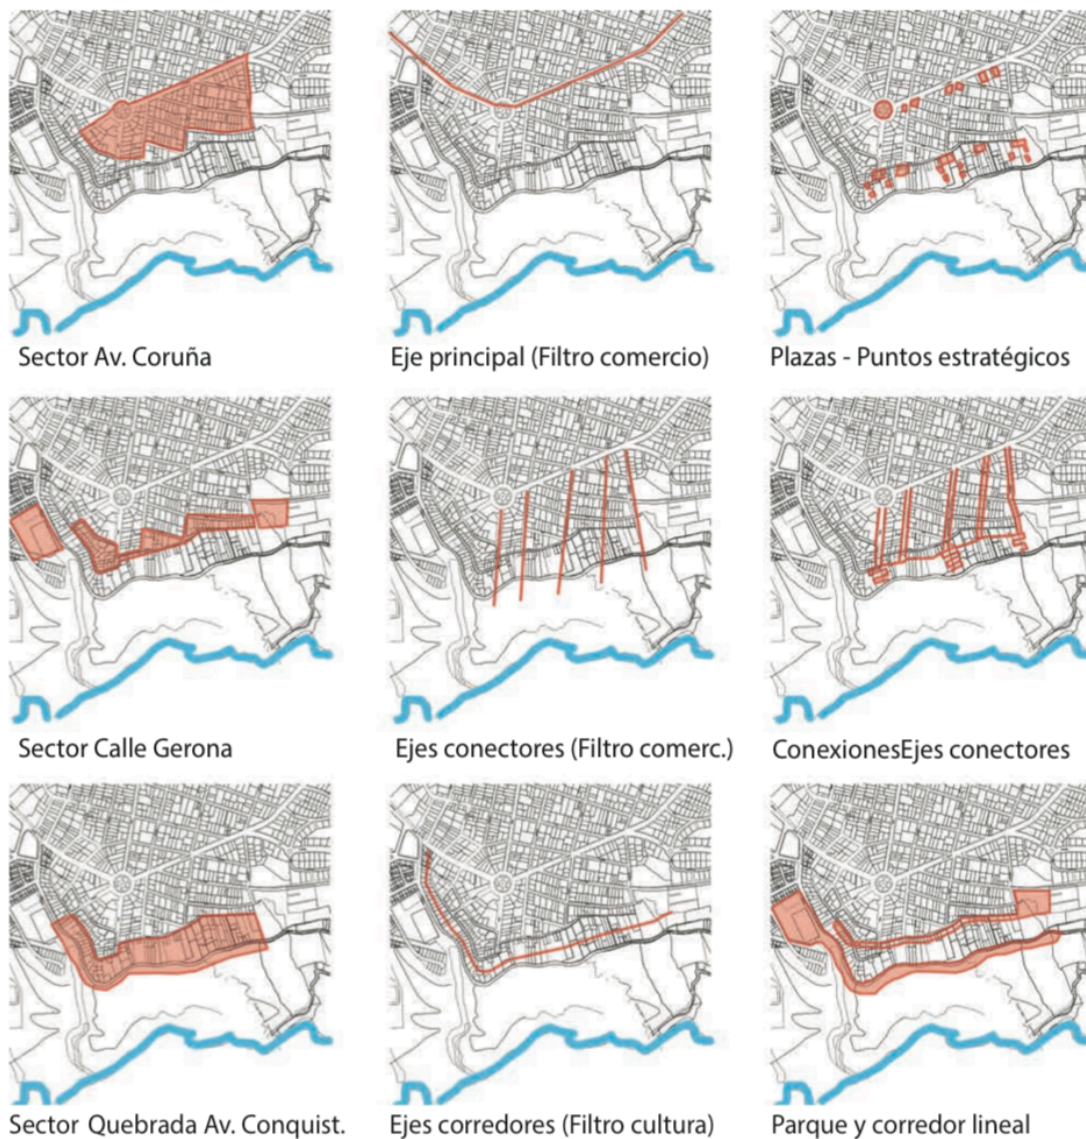 Sector Av. Coruña
Eje principal (Filtro comercio)
Plazas - Puntos estratégicos
Sector Calle Gerona
Ejes conectores (Filtro comerc.)
ConexionesEjes conectores
Sector Quebrada Av. Conquist.
Ejes corredores (Filtro cultura)
Parque y corredor lineal